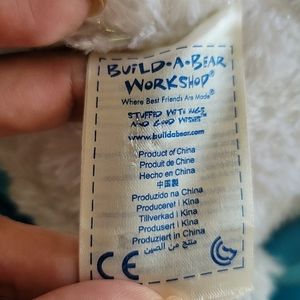 BUILD-A-BEAR
WORKSHOP®
Where Best Friends Are Made®
STUFFED WITH HUGS
AND GOOD WISHES™
www.buildabear.com
Product of China
Produit de Chine
Hecho en China
中国製
Produzido na China
Produceret i Kina
Tillverkad i Kina
Produsert i Kina
Produziert in China
منتج من الصين
CE